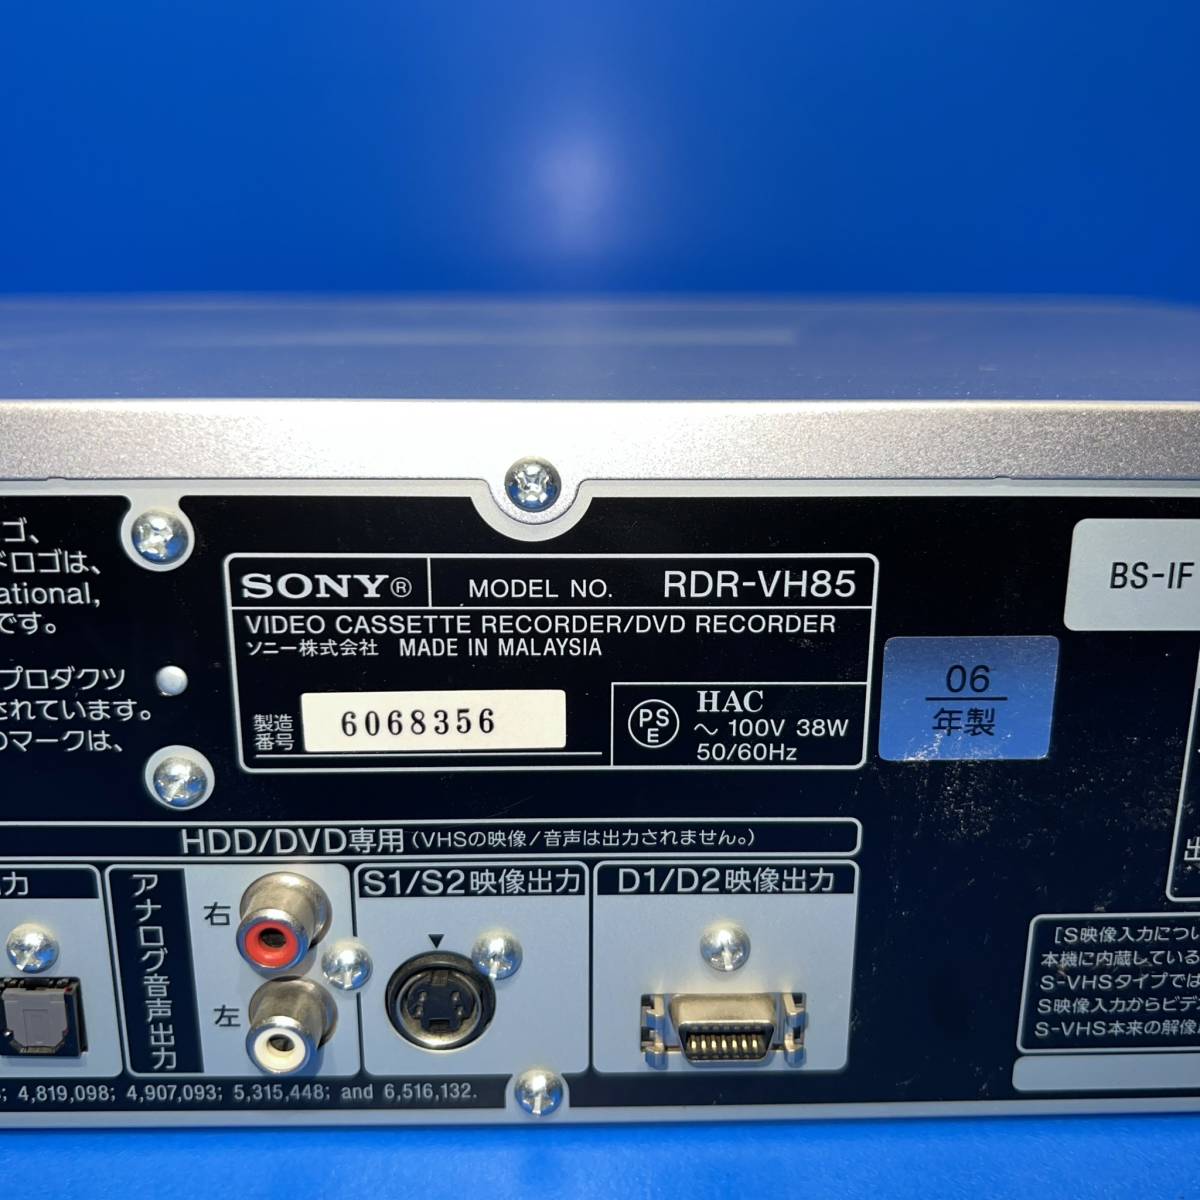 ゴ、
ドロゴは、
ational,
です。
プロダクツ
されています。
のマークは、
SONY® MODEL NO. RDR-VH85
VIDEO CASSETTE RECORDER/DVD RECORDER
ソニー株式会社 MADE IN MALAYSIA
製造番号 6068356
PSE HAC
～ 100V 38W
50/60Hz
06
年製
BS-IF
HDD/DVD専用(VHSの映像/音声は出力されません。)
力
アナログ音声出力
右
左
S1/S2映像出力
D1/D2映像出力
出
[S映像入力につい
本機に内蔵している
S-VHSタイプでは
S映像入力からビデ
S-VHS本来の解像
; 4,819,098; 4,907,093; 5,315,448; and 6,516,132.